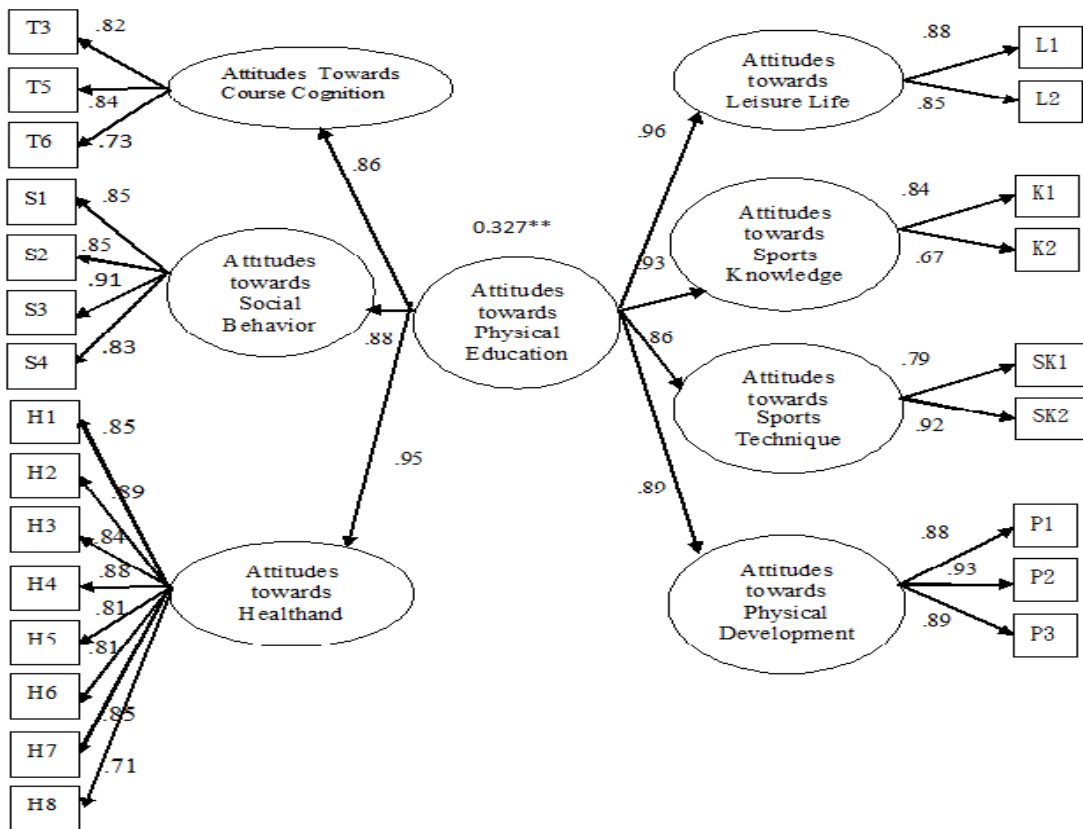 T3
.82
T5
.84
T6
.73
Attitudes Towards
Course Cognition
.86
S1
.85
S2
.85
S3
.91
S4
.83
Attitudes
towards
Social
Behavior
.88
H1
.85
H2
.89
H3
.84
H4
.88
H5
.81
H6
.81
H7
.85
H8
.71
Attitudes
towards
Healthand
.95
0.327**
Attitudes
towards
Physical
Education
.96
Attitudes
towards
Leisure Life
.88
L1
.85
L2
.93
Attitudes
towards
Sports
Knowledge
.84
K1
.67
K2
.86
Attitudes
towards
Sports
Technique
.79
SK1
.92
SK2
.89
Attitudes
towards
Physical
Development
.88
P1
.93
P2
.89
P3